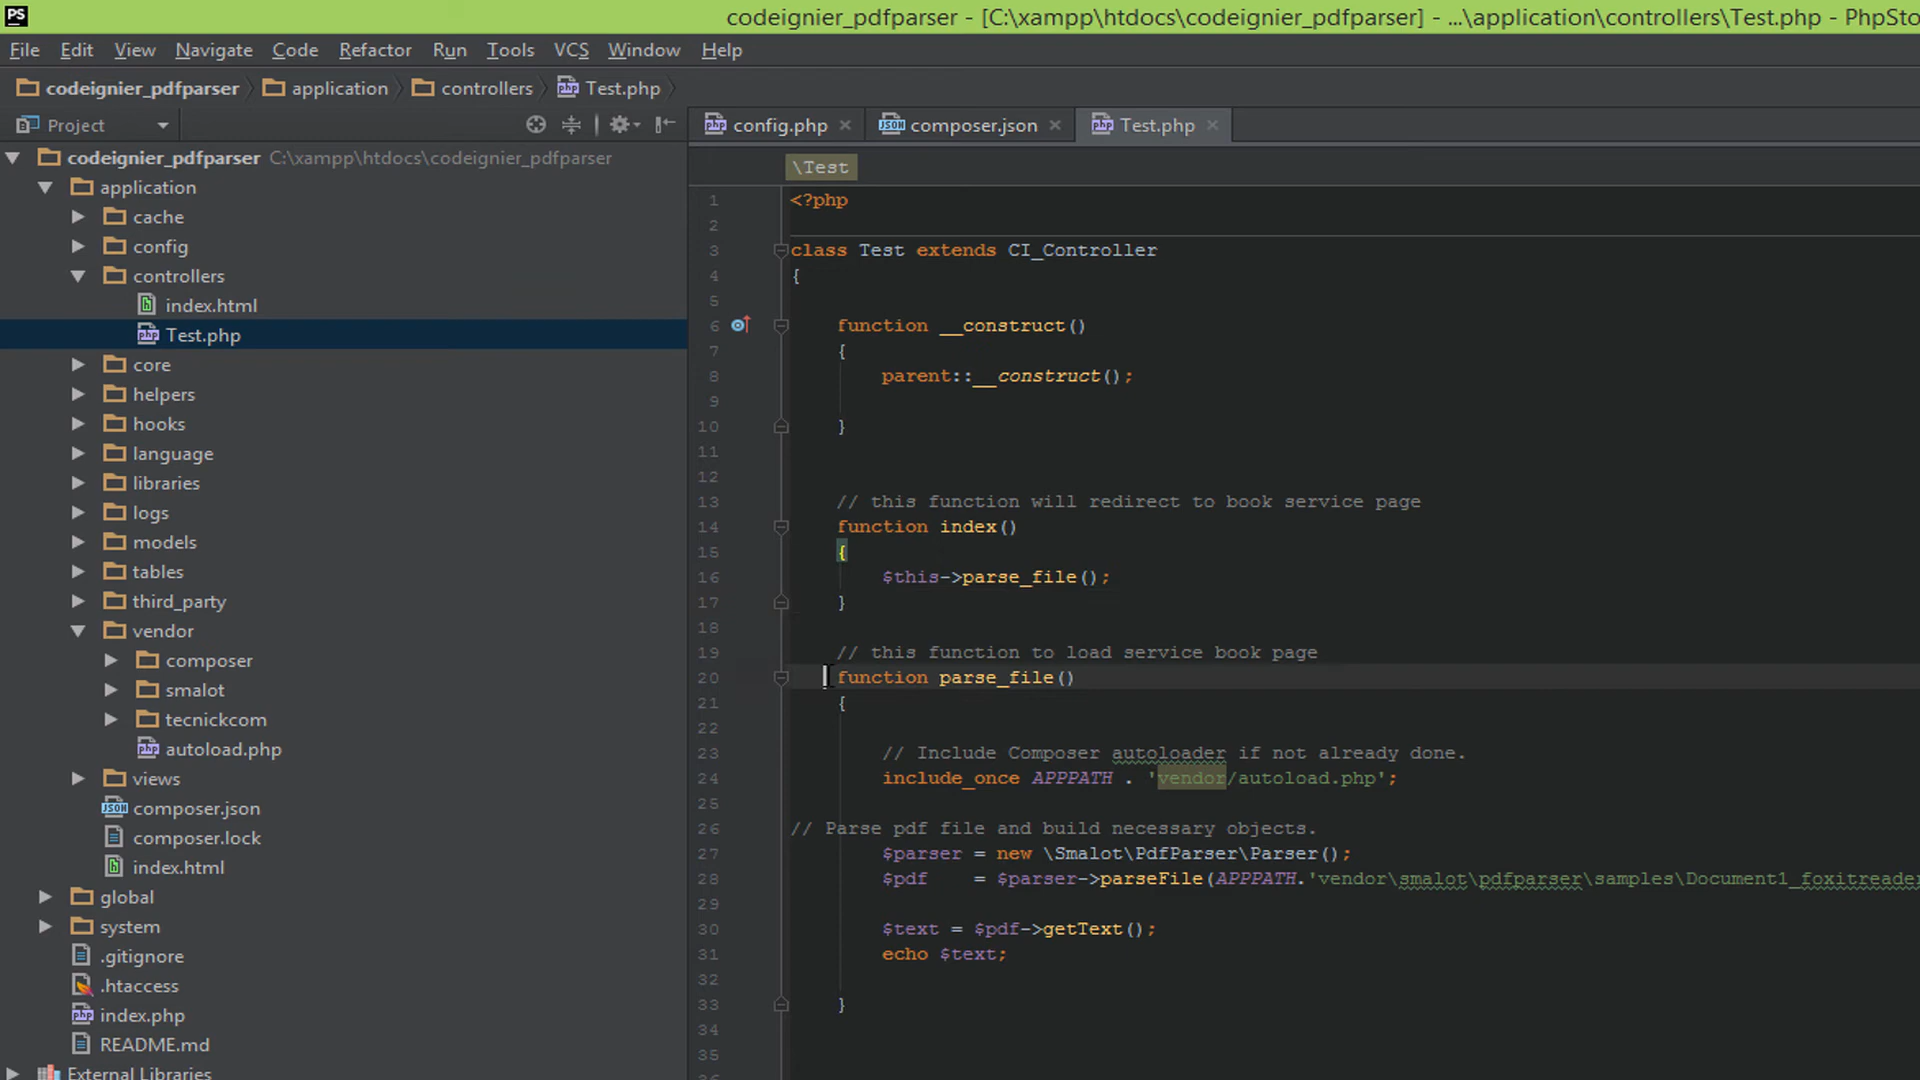 PS
codeignier_pdfparser - [C:\xampp\htdocs\codeignier_pdfparser] - ...\application\controllers\Test.php - PhpSto
File Edit View Navigate Code Refactor Run Tools VCS Window Help
codeignier_pdfparser application controllers Test.php
Project
config.php composer.json Test.php
codeignier_pdfparser C:\xampp\htdocs\codeignier_pdfparser
application
cache
config
controllers
index.html
Test.php
core
helpers
hooks
language
libraries
logs
models
tables
third_party
vendor
composer
smalot
tecnickcom
autoload.php
views
composer.json
composer.lock
index.html
global
system
.gitignore
.htaccess
index.php
README.md
External Libraries
\Test
1 <?php
2
3 class Test extends CI_Controller
4 {
5
6 function __construct()
7 {
8 parent::__construct();
9
10 }
11
12
13 // this function will redirect to book service page
14 function index()
15 {
16 $this->parse_file();
17 }
18
19 // this function to load service book page
20 function parse_file()
21 {
22
23 // Include Composer autoloader if not already done.
24 include_once APPPATH . 'vendor/autoload.php';
25
26 // Parse pdf file and build necessary objects.
27 $parser = new \Smalot\PdfParser\Parser();
28 $pdf = $parser->parseFile(APPPATH.'vendor\smalot\pdfparser\samples\Document1_foxitreader
29
30 $text = $pdf->getText();
31 echo $text;
32
33 }
34
35
36